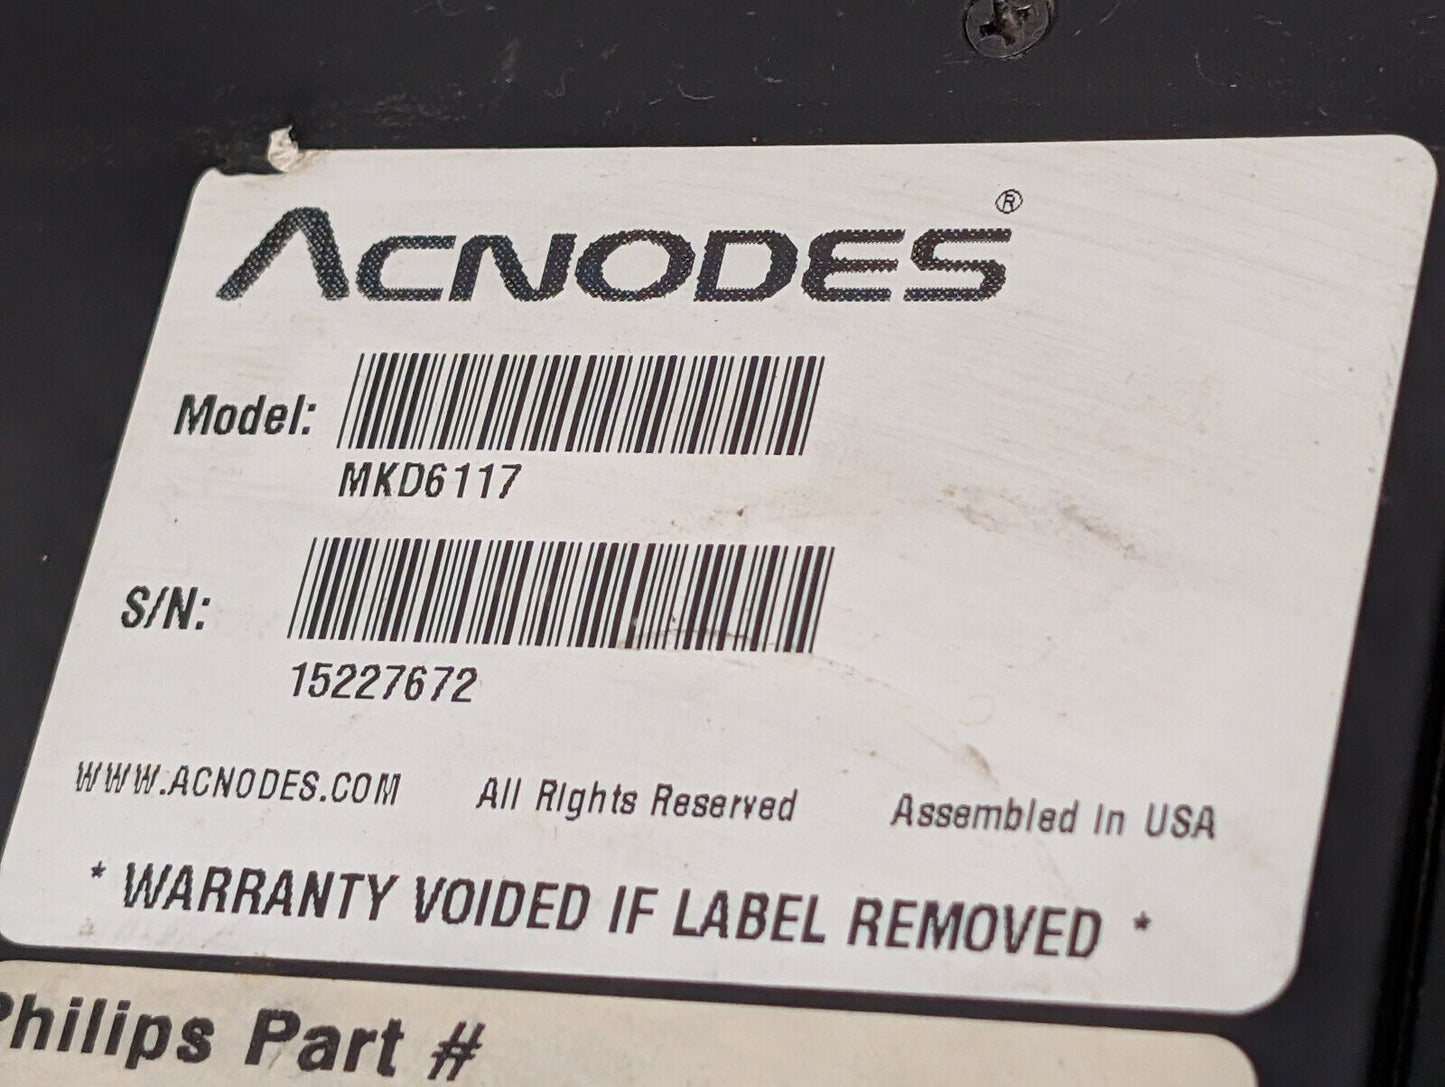 ACNODES®
Model:
MKD6117
S/N:
15227672
WWW.ACNODES.COM All Rights Reserved Assembled in USA
* WARRANTY VOIDED IF LABEL REMOVED *
Philips Part #